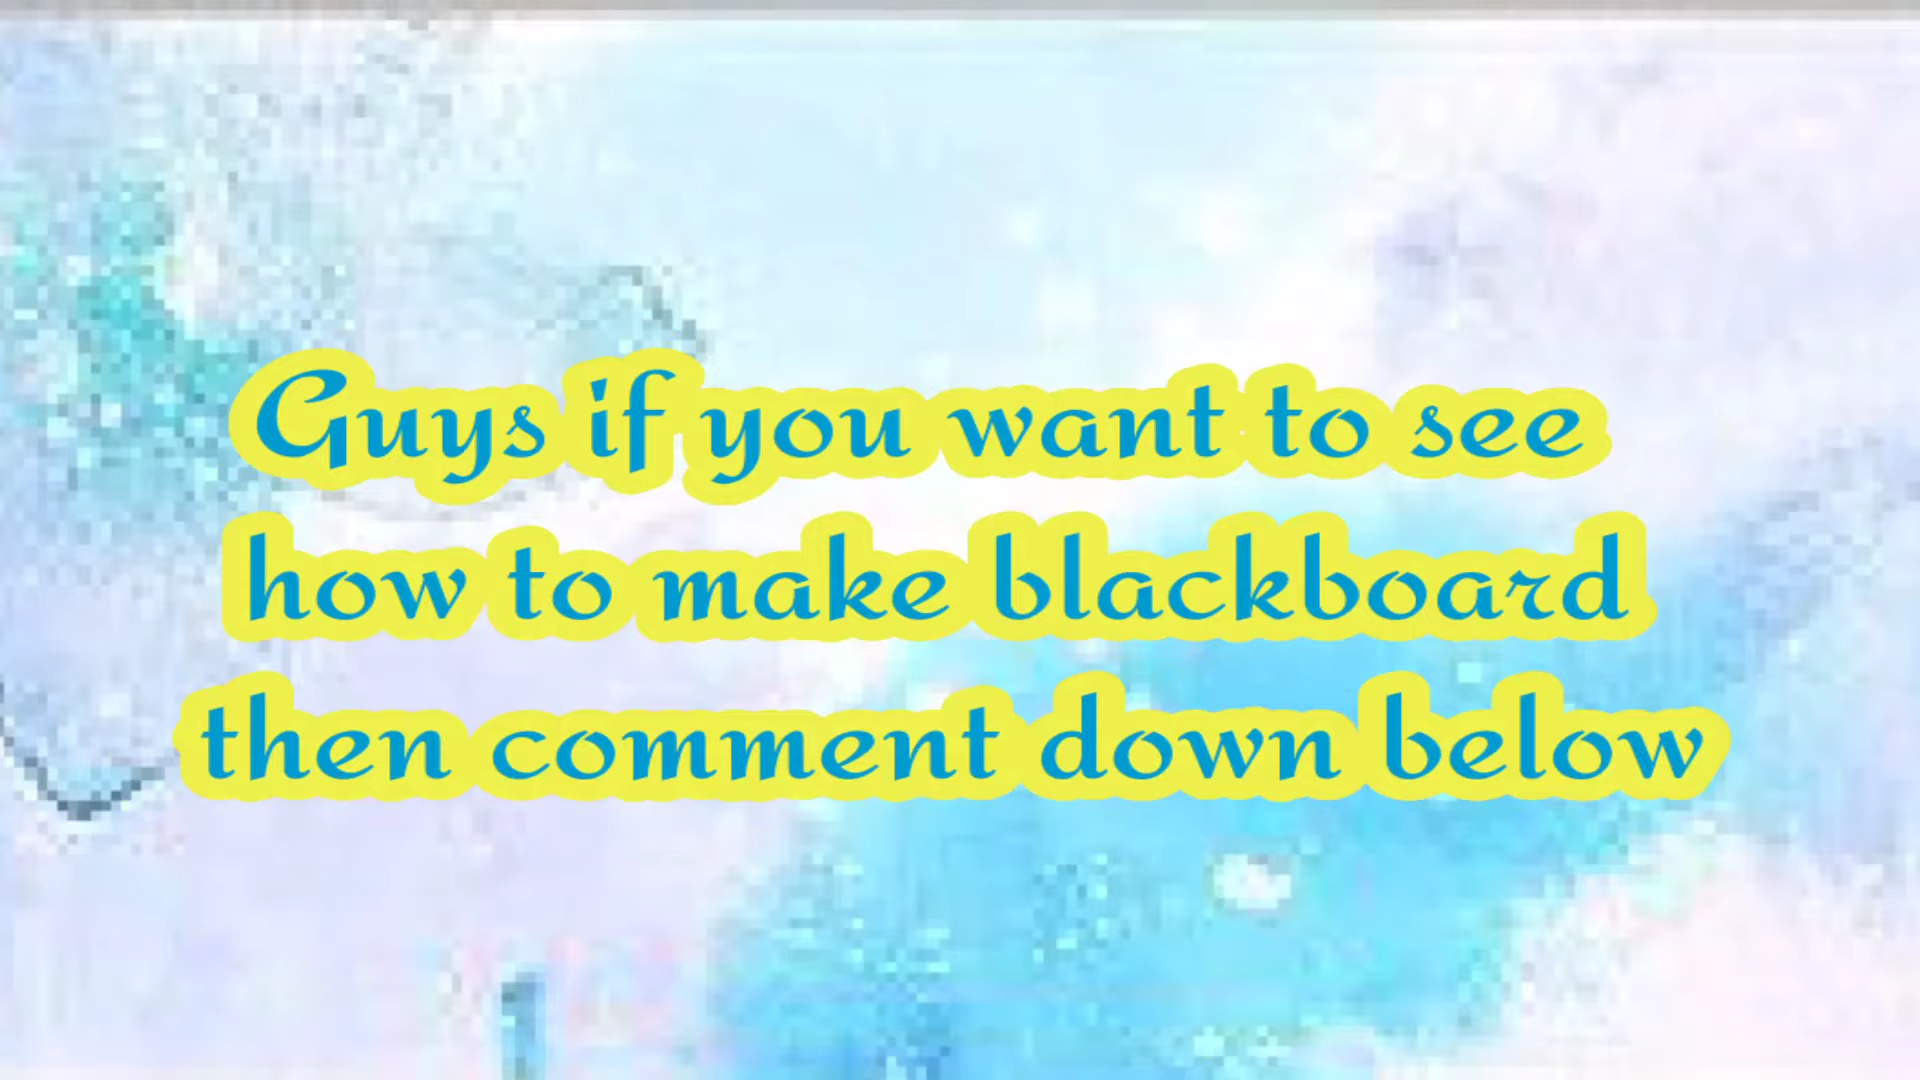 Guys if you want to see
how to make blackboard
then comment down below